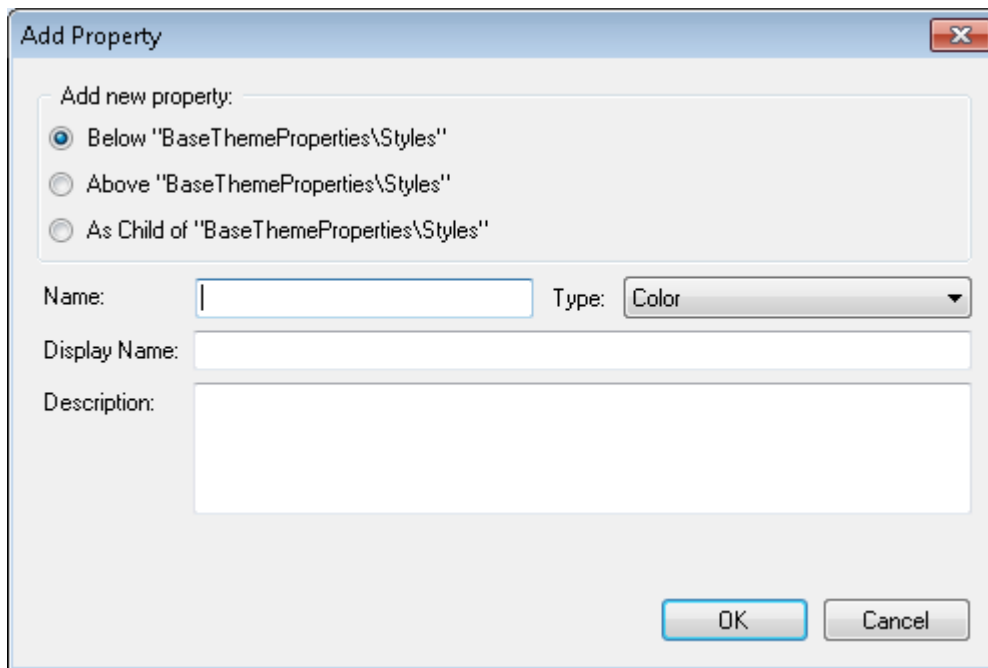 Add Property
Add new property:
Below "BaseThemeProperties\Styles"
Above "BaseThemeProperties\Styles"
As Child of "BaseThemeProperties\Styles"
Name: Type: Color
Display Name:
Description:
OK Cancel